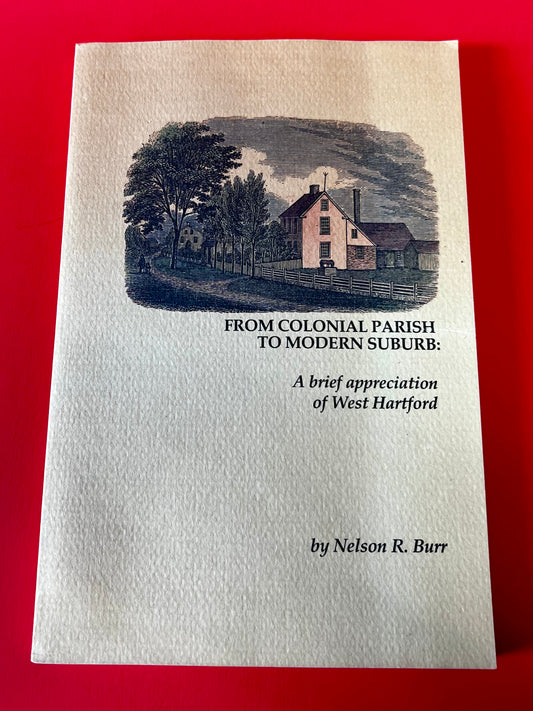 FROM COLONIAL PARISH
TO MODERN SUBURB:
A brief appreciation
of West Hartford
by Nelson R. Burr